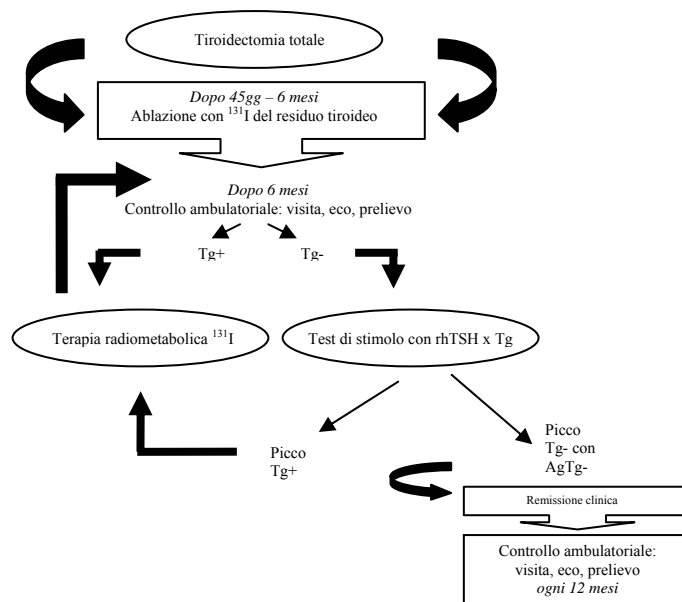 Tiroidectomia totale
Dopo 45gg – 6 mesi
Ablazione con ¹³¹I del residuo tiroideo
Dopo 6 mesi
Controllo ambulatoriale: visita, eco, prelievo
Tg+ Tg-
Terapia radiometabolica ¹³¹I
Test di stimolo con rhTSH x Tg
Picco
Tg+
Picco
Tg- con
AgTg-
Remissione clinica
Controllo ambulatoriale:
visita, eco, prelievo
ogni 12 mesi